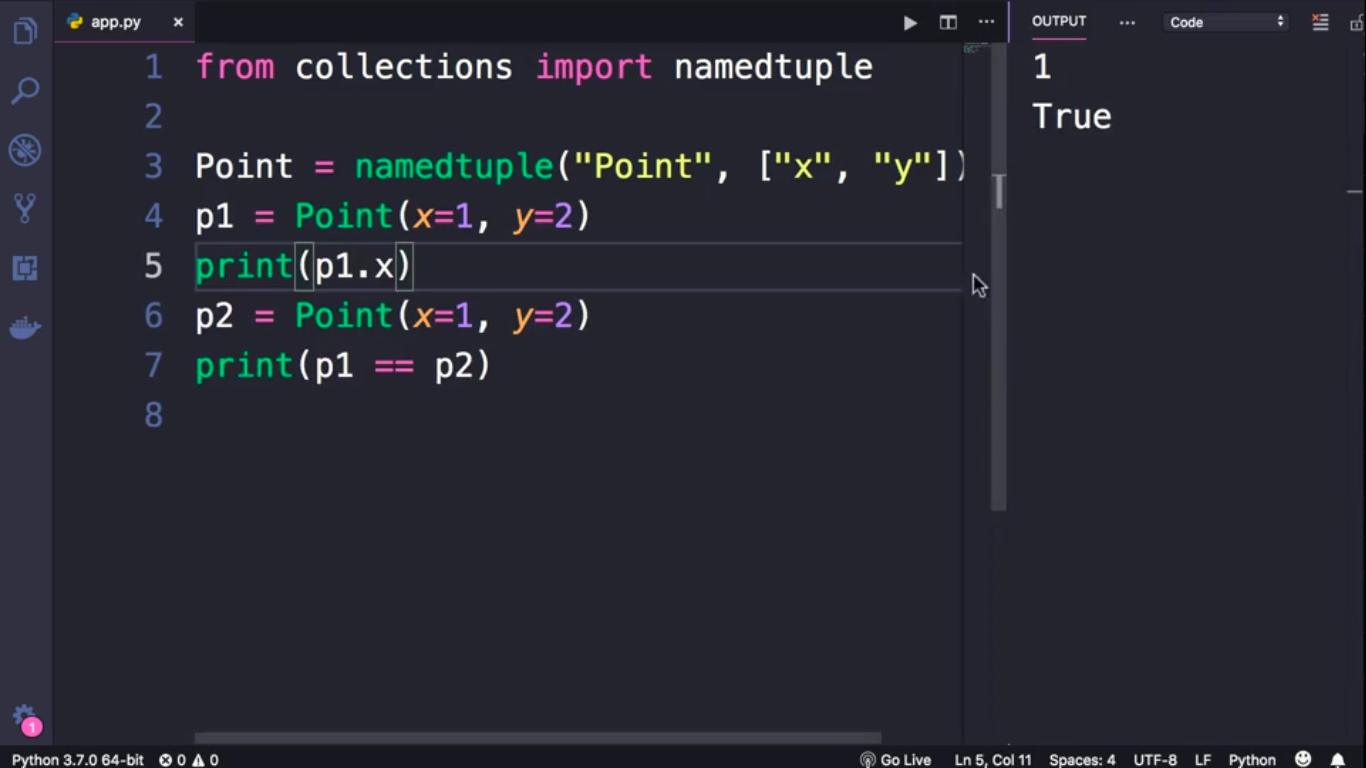 app.py
OUTPUT
Code
1 from collections import namedtuple
2
3 Point = namedtuple("Point", ["x", "y"])
4 p1 = Point(x=1, y=2)
5 print(p1.x)
6 p2 = Point(x=1, y=2)
7 print(p1 == p2)
8
1
True
1
Python 3.7.0 64-bit 0 0 Go Live Ln 5, Col 11 Spaces: 4 UTF-8 LF Python